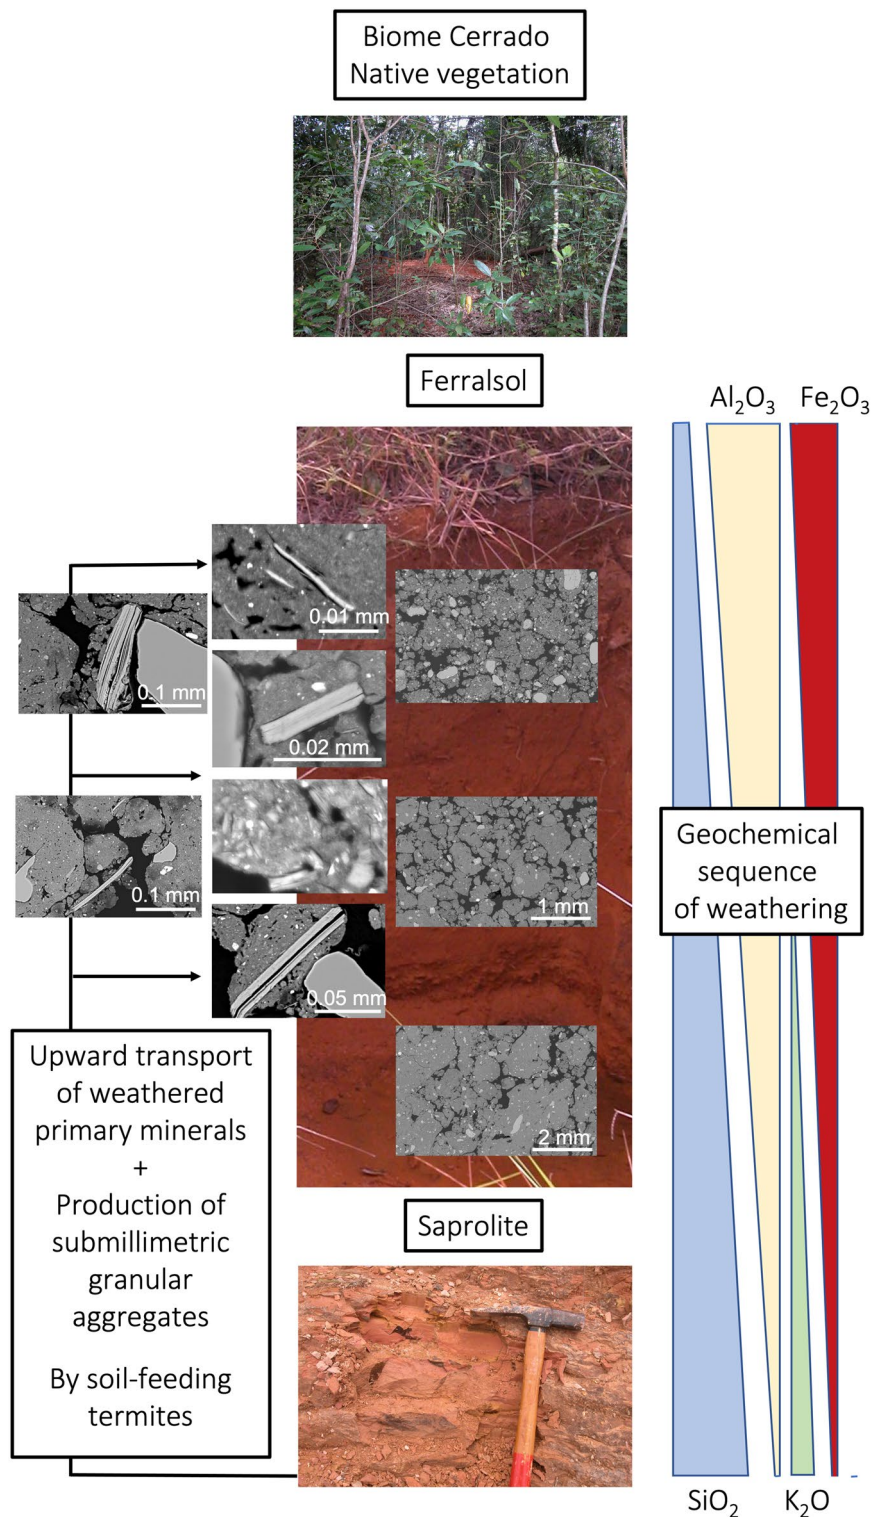 Biome Cerrado
Native vegetation
Ferralsol
Al₂O₃
Fe₂O₃
0.01 mm
0.1 mm
0.02 mm
0.1 mm
1 mm
Geochemical
sequence
of weathering
0.05 mm
2 mm
Upward transport
of weathered
primary minerals
+
Production of
submillimetric
granular
aggregates
By soil-feeding
termites
Saprolite
SiO₂
K₂O